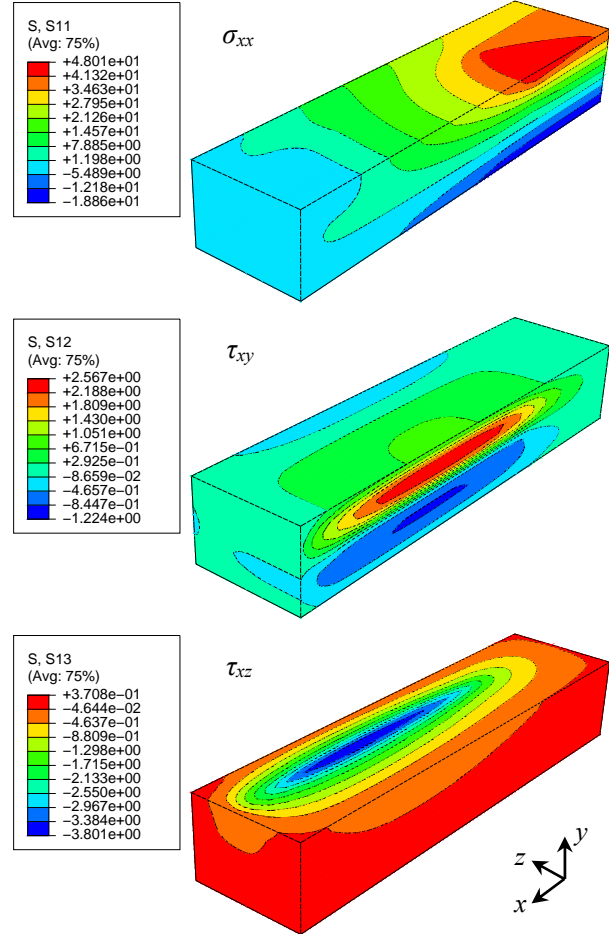 S, S11
(Avg: 75%)
+4.801e+01
+4.132e+01
+3.463e+01
+2.795e+01
+2.126e+01
+1.457e+01
+7.885e+00
+1.198e+00
−5.489e+00
−1.218e+01
−1.886e+01
σxx
S, S12
(Avg: 75%)
+2.567e+00
+2.188e+00
+1.809e+00
+1.430e+00
+1.051e+00
+6.715e−01
+2.925e−01
−8.659e−02
−4.657e−01
−8.447e−01
−1.224e+00
τxy
S, S13
(Avg: 75%)
+3.708e−01
−4.644e−02
−4.637e−01
−8.809e−01
−1.298e+00
−1.715e+00
−2.133e+00
−2.550e+00
−2.967e+00
−3.384e+00
−3.801e+00
τxz
y
z
x